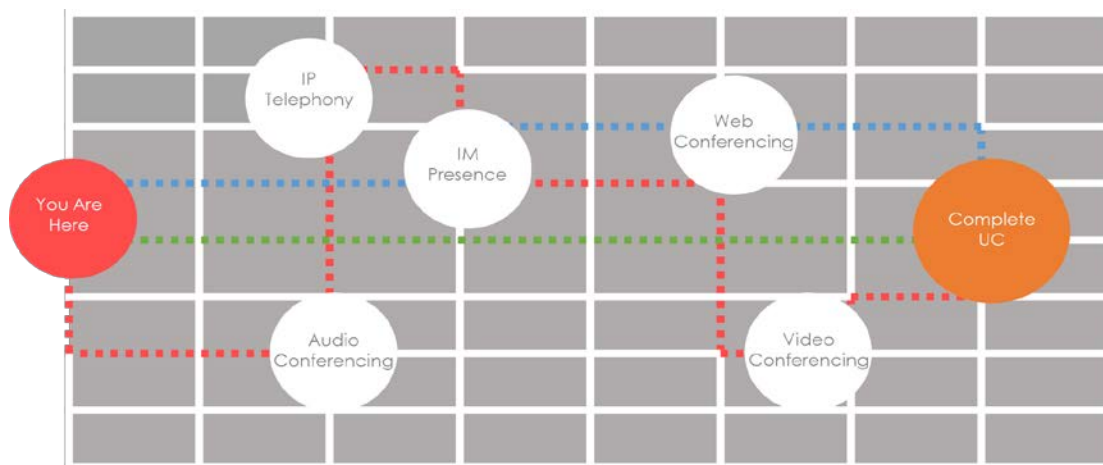 IP
Telephony
Web
Conferencing
IM
Presence
You Are
Here
Complete
UC
Audio
Conferencing
Video
Conferencing